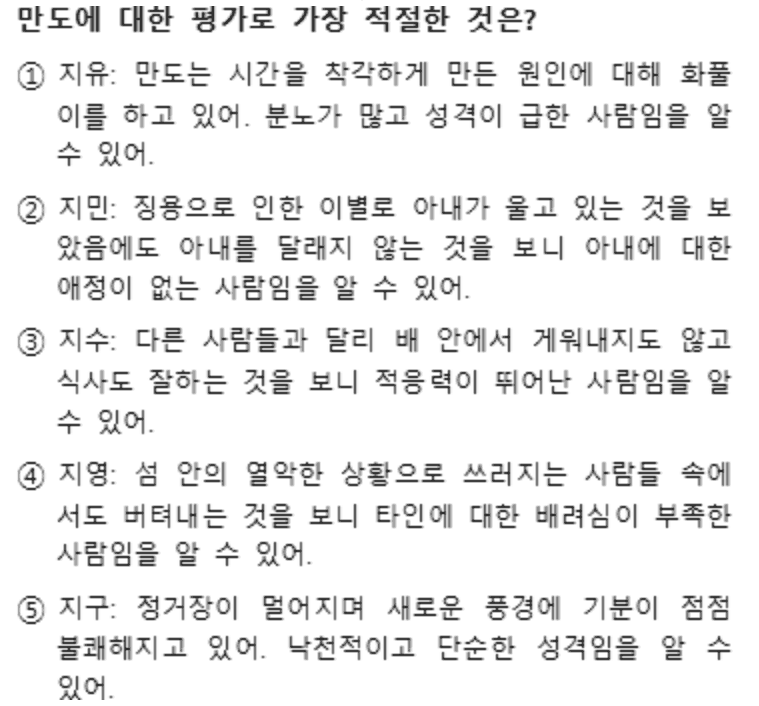 만도에 대한 평가로 가장 적절한 것은?
① 지유: 만도는 시간을 착각하게 만든 원인에 대해 화풀
이를 하고 있어. 분노가 많고 성격이 급한 사람임을 알
수 있어.
② 지민: 징용으로 인한 이별로 아내가 울고 있는 것을 보
았음에도 아내를 달래지 않는 것을 보니 아내에 대한
애정이 없는 사람임을 알 수 있어.
③ 지수: 다른 사람들과 달리 배 안에서 게워내지도 않고
식사도 잘하는 것을 보니 적응력이 뛰어난 사람임을 알
수 있어.
④ 지영: 섬 안의 열악한 상황으로 쓰러지는 사람들 속에
서도 버텨내는 것을 보니 타인에 대한 배려심이 부족한
사람임을 알 수 있어.
⑤ 지구: 정거장이 멀어지며 새로운 풍경에 기분이 점점
불쾌해지고 있어. 낙천적이고 단순한 성격임을 알 수
있어.